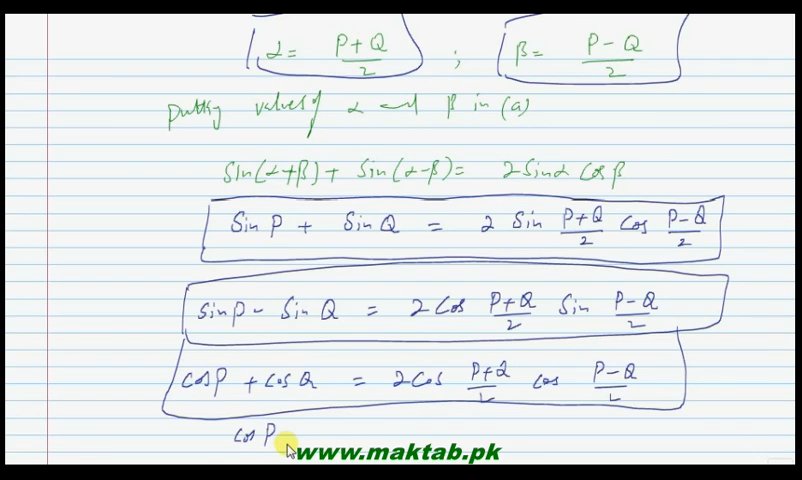 α = P+Q/2 ; β = P-Q/2
putting values of α and β in (a)
Sin(α+β) + Sin(α-β) = 2 Sinα Cosβ
Sin P + Sin Q = 2 Sin P+Q/2 Cos P-Q/2
Sin P - Sin Q = 2 Cos P+Q/2 Sin P-Q/2
Cos P + Cos Q = 2 Cos P+Q/2 Cos P-Q/2
Cos P
www.maktab.pk